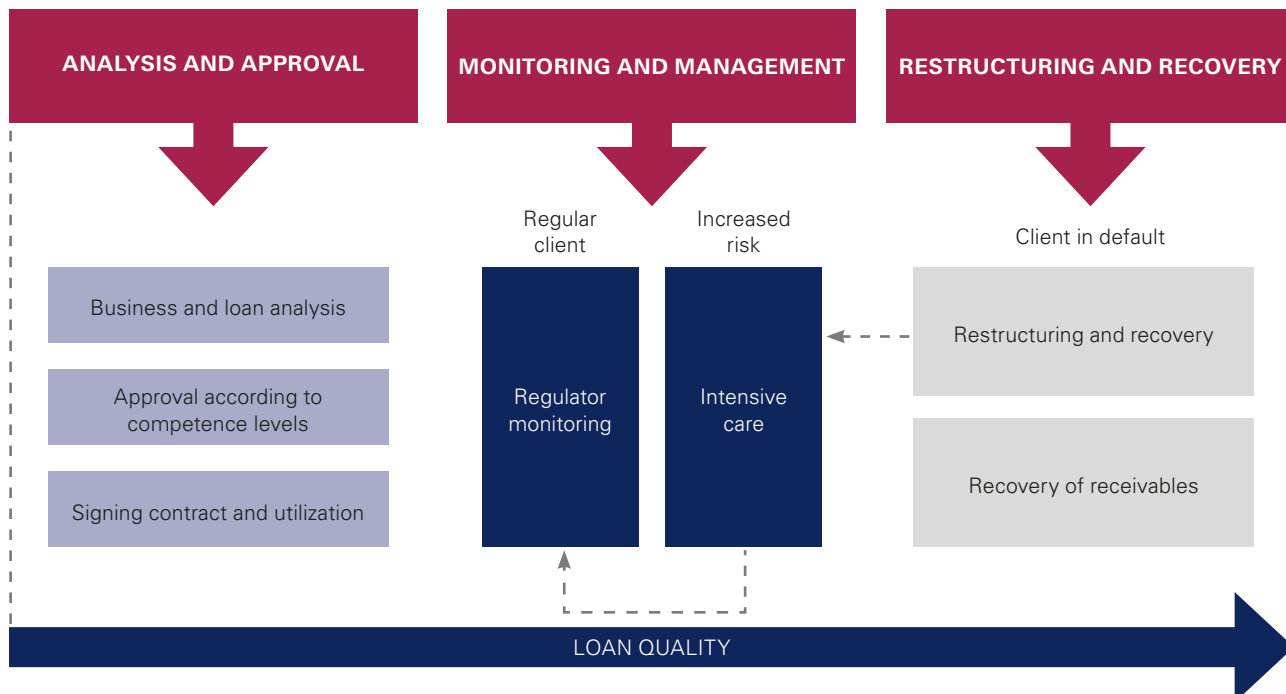 ANALYSIS AND APPROVAL
MONITORING AND MANAGEMENT
RESTRUCTURING AND RECOVERY
Business and loan analysis
Approval according to
competence levels
Signing contract and utilization
Regular
client
Regulator
monitoring
Increased
risk
Intensive
care
Client in default
Restructuring and recovery
Recovery of receivables
LOAN QUALITY